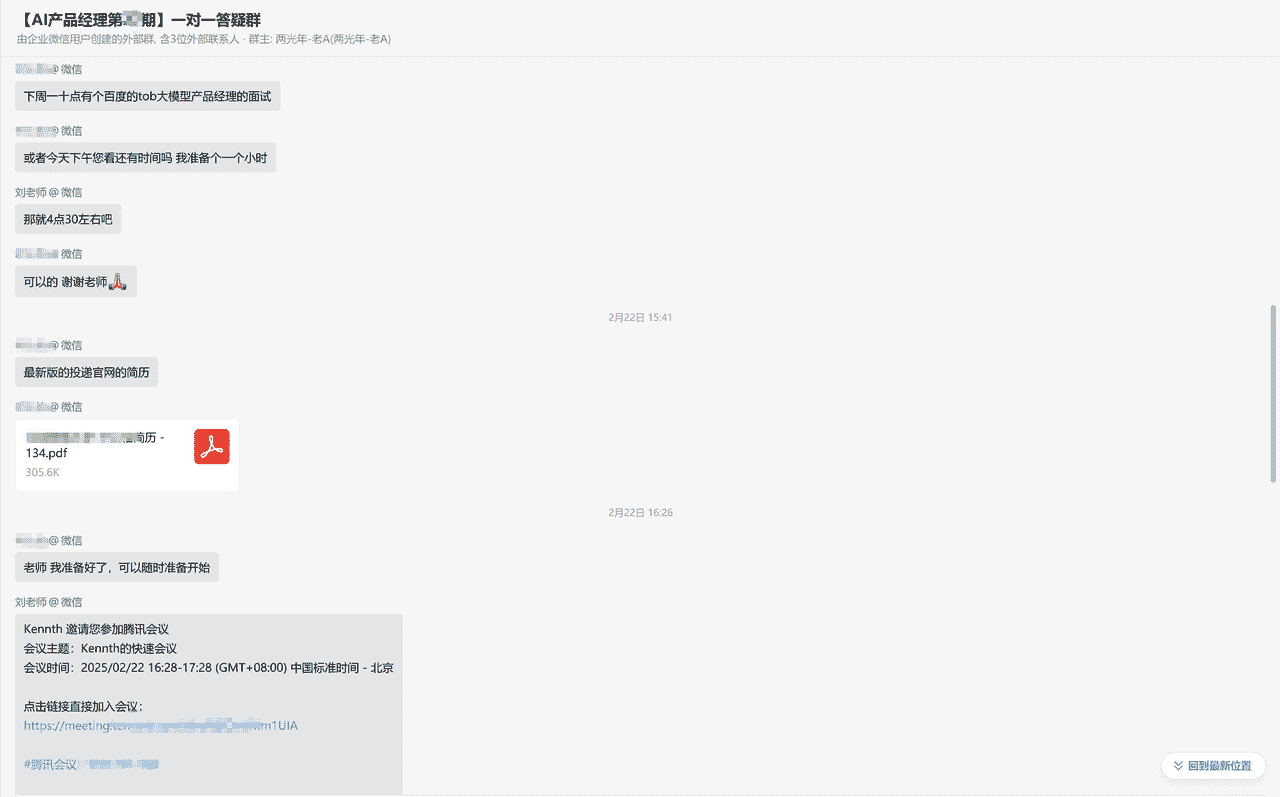 【AI产品经理第 期】一对一答疑群
由企业微信用户创建的外部群, 含3位外部联系人 · 群主: 两光年-老A(两光年-老A)
@ 微信
下周一十点有个百度的tob大模型产品经理的面试
@ 微信
或者今天下午您看还有时间吗 我准备个一个小时
刘老师 @ 微信
那就4点30左右吧
微信
可以的 谢谢老师🙏
2月22日 15:41
@ 微信
最新版的投递官网的简历
@ 微信
简历 -
134.pdf
305.6K
2月22日 16:26
@ 微信
老师 我准备好了，可以随时准备开始
刘老师 @ 微信
Kennth 邀请您参加腾讯会议
会议主题：Kennth的快速会议
会议时间：2025/02/22 16:28-17:28 (GMT+08:00) 中国标准时间 - 北京
点击链接直接加入会议：
https://meeting.
#腾讯会议
回到最新位置